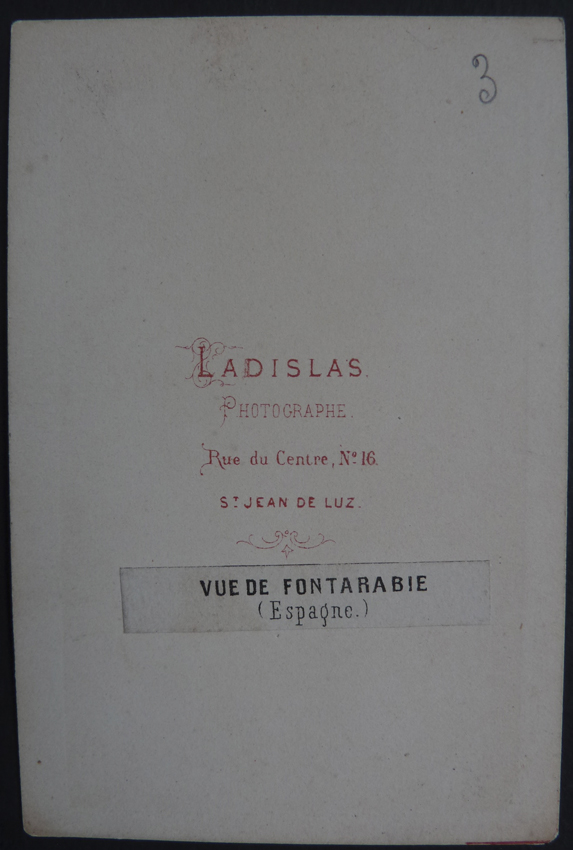 3
LADISLAS.
PHOTOGRAPHE.
Rue du Centre, Nº 16.
ST JEAN DE LUZ.
VUE DE FONTARABIE
(Espagne.)